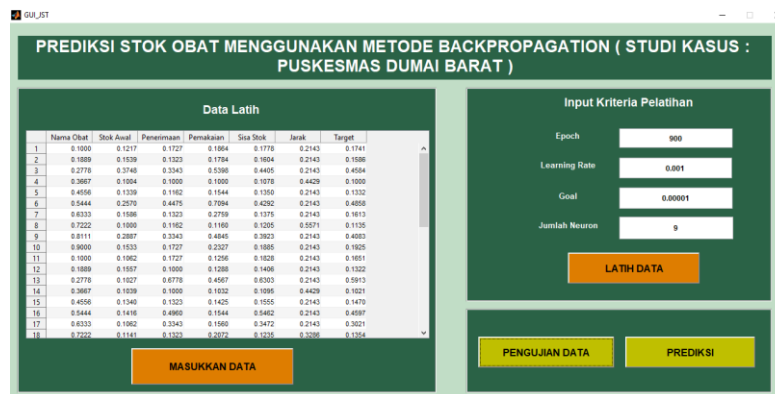 GUI_JST
PREDIKSI STOK OBAT MENGGUNAKAN METODE BACKPROPAGATION ( STUDI KASUS :
PUSKESMAS DUMAI BARAT )
Data Latih
Nama Obat Stok Awal Penerimaan Pemakaian Sisa Stok Jarak Target
1 0.1000 0.1217 0.1727 0.1864 0.1778 0.2143 0.1741
2 0.1889 0.1539 0.1323 0.1784 0.1604 0.2143 0.1586
3 0.2778 0.3748 0.3343 0.5398 0.4405 0.2143 0.4584
4 0.3667 0.1004 0.1000 0.1000 0.1078 0.4429 0.1000
5 0.4556 0.1339 0.1162 0.1544 0.1350 0.2143 0.1332
6 0.5444 0.2570 0.4475 0.7094 0.4292 0.2143 0.4858
7 0.6333 0.1586 0.1323 0.2759 0.1375 0.2143 0.1613
8 0.7222 0.1000 0.1162 0.1160 0.1205 0.5571 0.1135
9 0.8111 0.2887 0.3343 0.4845 0.3923 0.2143 0.4083
10 0.9000 0.1533 0.1727 0.2327 0.1885 0.2143 0.1925
11 0.1000 0.1062 0.1727 0.1256 0.1828 0.2143 0.1651
12 0.1889 0.1557 0.1000 0.1288 0.1406 0.2143 0.1322
13 0.2778 0.1027 0.6778 0.4567 0.6303 0.2143 0.5913
14 0.3667 0.1039 0.1000 0.1032 0.1095 0.4429 0.1021
15 0.4556 0.1340 0.1323 0.1425 0.1555 0.2143 0.1470
16 0.5444 0.1416 0.4960 0.1544 0.5462 0.2143 0.4597
17 0.6333 0.1062 0.3343 0.1560 0.3472 0.2143 0.3021
18 0.7222 0.1141 0.1323 0.2072 0.1235 0.3286 0.1354
MASUKKAN DATA
Input Kriteria Pelatihan
Epoch 900
Learning Rate 0.001
Goal 0.00001
Jumlah Neuron 9
LATIH DATA
PENGUJIAN DATA PREDIKSI